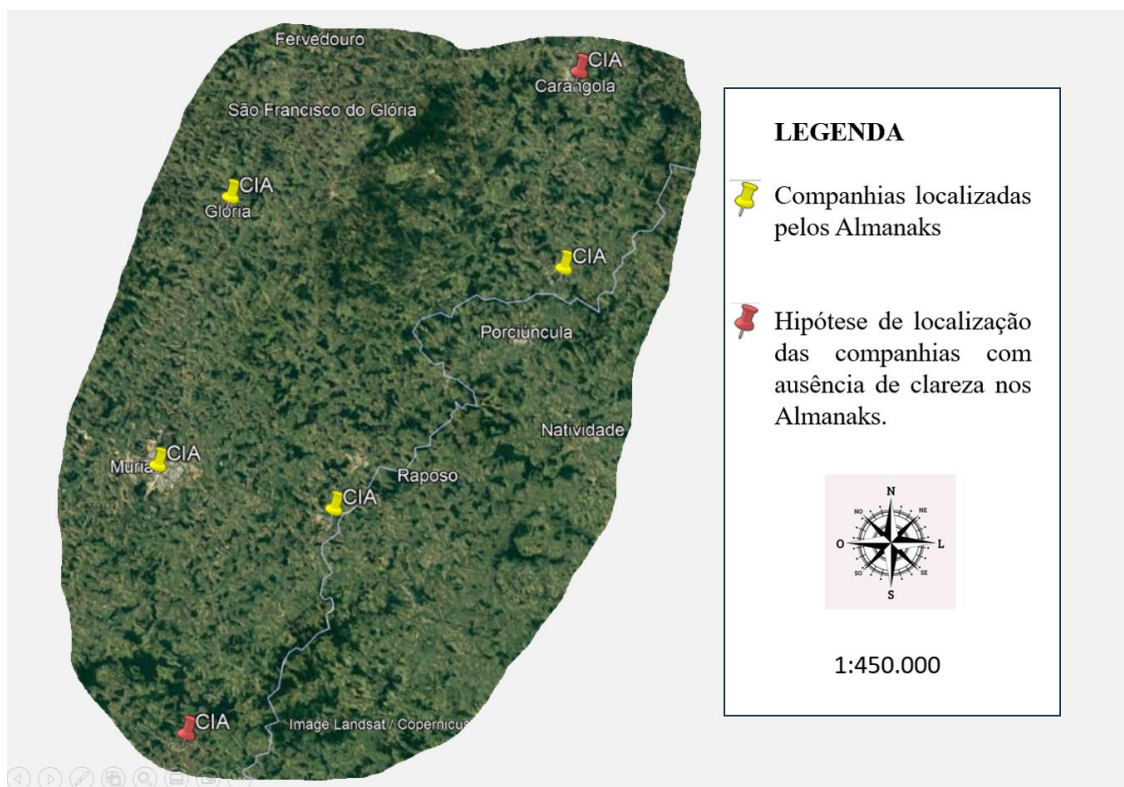 Fervedouro
CIA
Carangola
São Francisco do Glória
CIA
Glória
CIA
Porciúncula
Natividade
CIA
Muria
Raposo
CIA
CIA
Image Landsat / Copernicus
LEGENDA
Companhias localizadas
pelos Almanaks
Hipótese de localização
das companhias com
ausência de clareza nos
Almanaks.
N
NO
NE
O
L
SO
SE
S
1:450.000